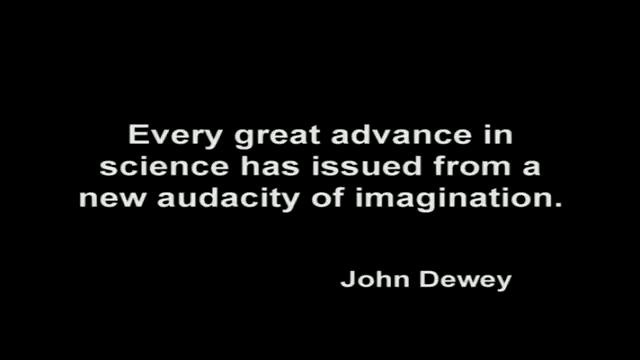 Every great advance in
science has issued from a
new audacity of imagination.
John Dewey